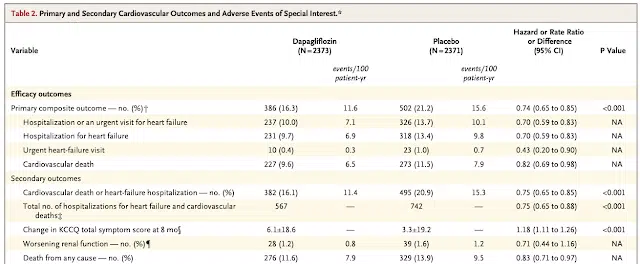 Table 2. Primary and Secondary Cardiovascular Outcomes and Adverse Events of Special Interest.*
Variable Dapagliflozin (N=2373) Placebo (N=2371) Hazard or Rate Ratio or Difference (95% CI) P Value
events/100 patient-yr events/100 patient-yr
Efficacy outcomes
Primary composite outcome — no. (%)† 386 (16.3) 11.6 502 (21.2) 15.6 0.74 (0.65 to 0.85) <0.001
Hospitalization or an urgent visit for heart failure 237 (10.0) 7.1 326 (13.7) 10.1 0.70 (0.59 to 0.83) NA
Hospitalization for heart failure 231 (9.7) 6.9 318 (13.4) 9.8 0.70 (0.59 to 0.83) NA
Urgent heart-failure visit 10 (0.4) 0.3 23 (1.0) 0.7 0.43 (0.20 to 0.90) NA
Cardiovascular death 227 (9.6) 6.5 273 (11.5) 7.9 0.82 (0.69 to 0.98) NA
Secondary outcomes
Cardiovascular death or heart-failure hospitalization — no. (%) 382 (16.1) 11.4 495 (20.9) 15.3 0.75 (0.65 to 0.85) <0.001
Total no. of hospitalizations for heart failure and cardiovascular deaths‡ 567 — 742 — 0.75 (0.65 to 0.88) <0.001
Change in KCCQ total symptom score at 8 mo§ 6.1±18.6 — 3.3±19.2 — 1.18 (1.11 to 1.26) <0.001
Worsening renal function — no. (%)¶ 28 (1.2) 0.8 39 (1.6) 1.2 0.71 (0.44 to 1.16) NA
Death from any cause — no. (%) 276 (11.6) 7.9 329 (13.9) 9.5 0.83 (0.71 to 0.97) NA